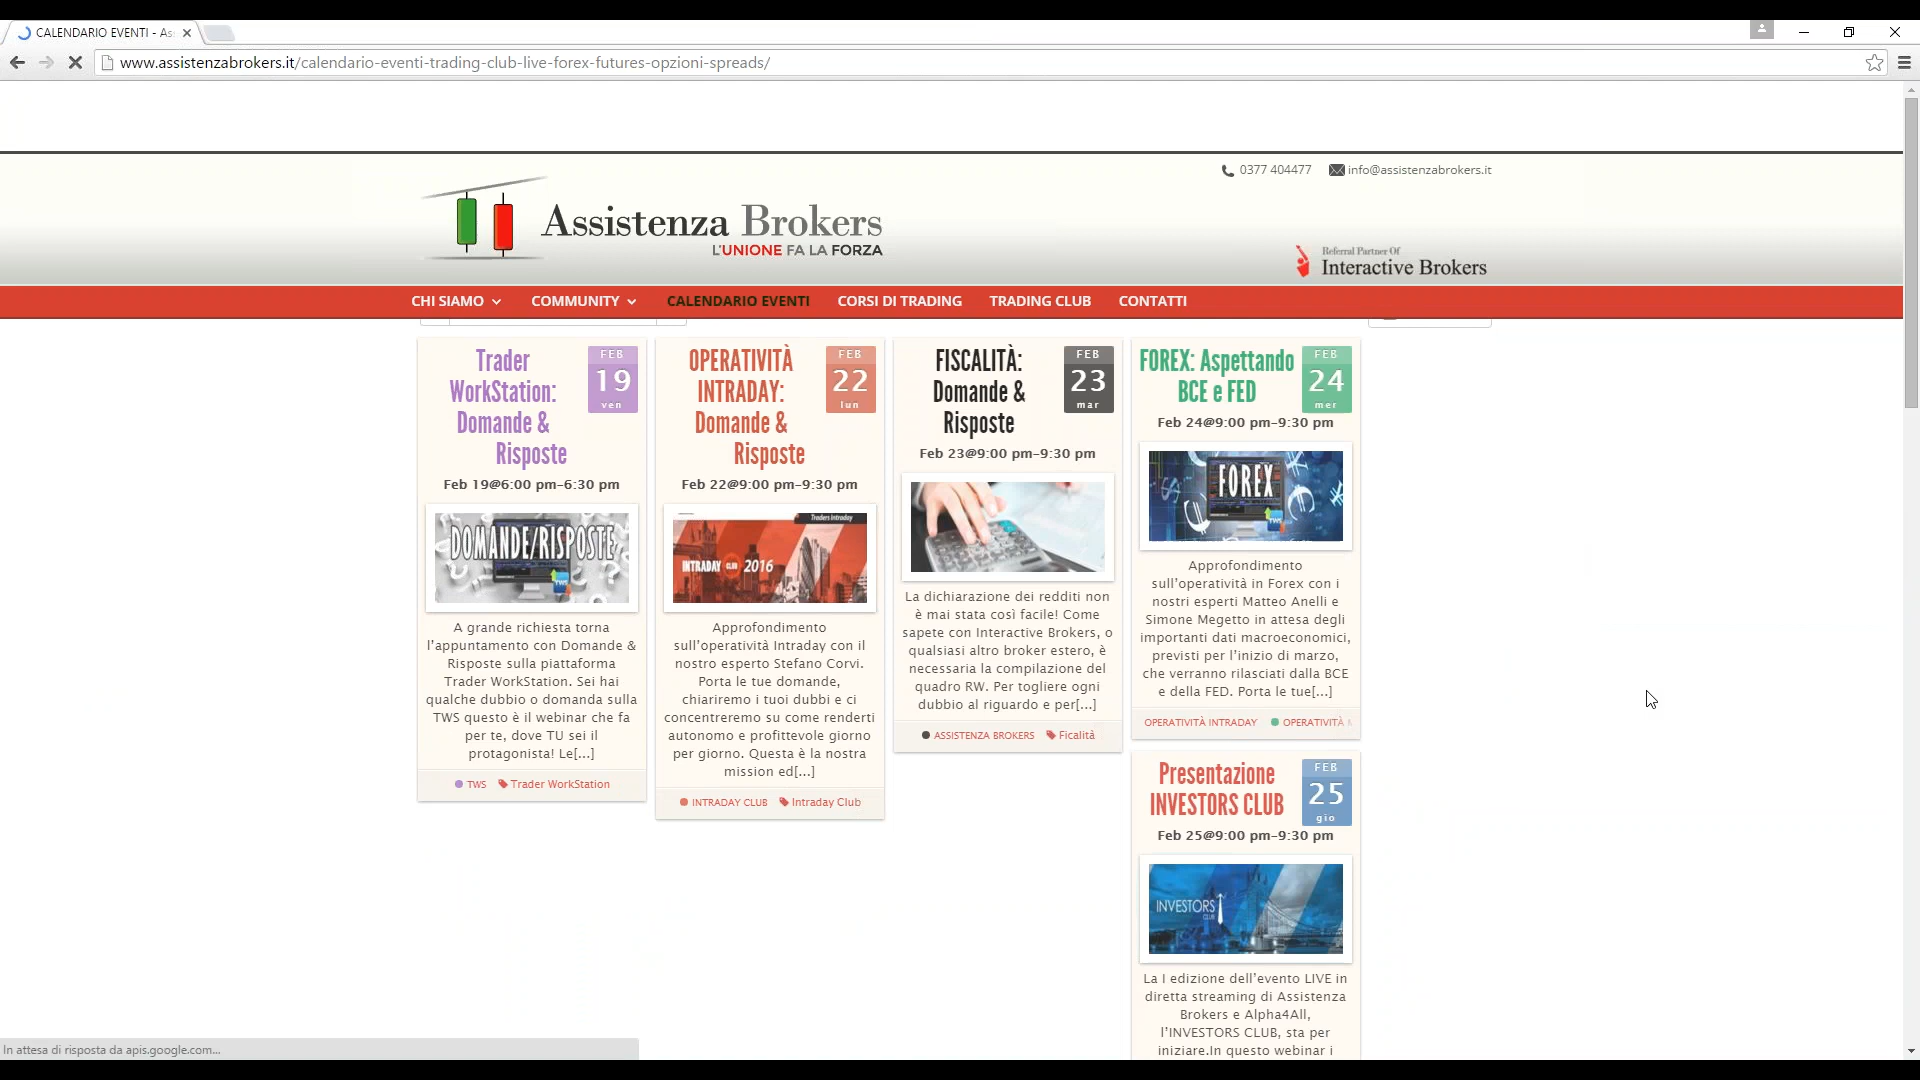 CALENDARIO EVENTI - As
www.assistenzabrokers.it/calendario-eventi-trading-club-live-forex-futures-opzioni-spreads/
0377 404477 info@assistenzabrokers.it
Assistenza Brokers
L'UNIONE FA LA FORZA
Referral Partner Of
Interactive Brokers
CHI SIAMO COMMUNITY CALENDARIO EVENTI CORSI DI TRADING TRADING CLUB CONTATTI
Trader
WorkStation:
Domande &
Risposte
FEB
19
ven
Feb 19@6:00 pm–6:30 pm
DOMANDE/RISPOSTE
TWS
A grande richiesta torna
l'appuntamento con Domande &
Risposte sulla piattaforma
Trader WorkStation. Sei hai
qualche dubbio o domanda sulla
TWS questo è il webinar che fa
per te, dove TU sei il
protagonista! Le[...]
TWS Trader WorkStation
OPERATIVITÀ
INTRADAY:
Domande &
Risposte
FEB
22
lun
Feb 22@9:00 pm–9:30 pm
Traders Intraday
INTRADAY CLUB 2016
Approfondimento
sull'operatività Intraday con il
nostro esperto Stefano Corvi.
Porta le tue domande,
chiariremo i tuoi dubbi e ci
concentreremo su come renderti
autonomo e profittevole giorno
per giorno. Questa è la nostra
mission ed[...]
INTRADAY CLUB Intraday Club
FISCALITÀ:
Domande &
Risposte
FEB
23
mar
Feb 23@9:00 pm–9:30 pm
La dichiarazione dei redditi non
è mai stata così facile! Come
sapete con Interactive Brokers, o
qualsiasi altro broker estero, è
necessaria la compilazione del
quadro RW. Per togliere ogni
dubbio al riguardo e per[...]
ASSISTENZA BROKERS Ficalità
FOREX: Aspettando
BCE e FED
FEB
24
mer
Feb 24@9:00 pm–9:30 pm
FOREX
TWS
Approfondimento
sull'operatività in Forex con i
nostri esperti Matteo Anelli e
Simone Megetto in attesa degli
importanti dati macroeconomici,
previsti per l'inizio di marzo,
che verranno rilasciati dalla BCE
e della FED. Porta le tue[...]
OPERATIVITÀ INTRADAY OPERATIVITÀ
Presentazione
INVESTORS CLUB
FEB
25
gio
Feb 25@9:00 pm–9:30 pm
INVESTORS
CLUB
La I edizione dell'evento LIVE in
diretta streaming di Assistenza
Brokers e Alpha4All,
l'INVESTORS CLUB, sta per
iniziare.In questo webinar i
In attesa di risposta da apis.google.com...